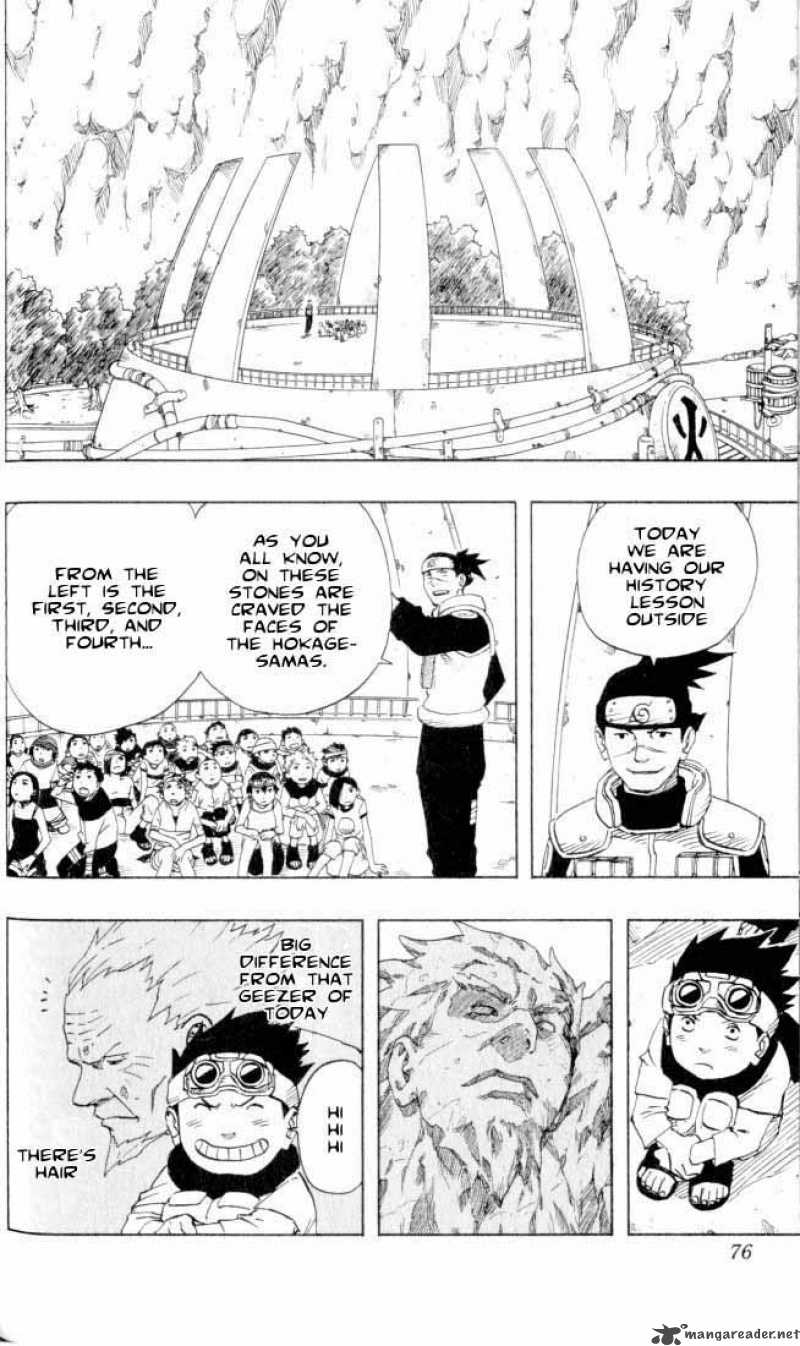 火
TODAY
WE ARE
HAVING OUR
HISTORY
LESSON
OUTSIDE
AS YOU
ALL KNOW,
ON THESE
STONES ARE
CRAVED THE
FACES OF
THE HOKAGE-
SAMAS.
FROM THE
LEFT IS THE
FIRST, SECOND,
THIRD, AND
FOURTH...
BIG
DIFFERENCE
FROM THAT
GEEZER OF
TODAY
HI
HI
HI
THERE'S
HAIR
76
mangareader.net